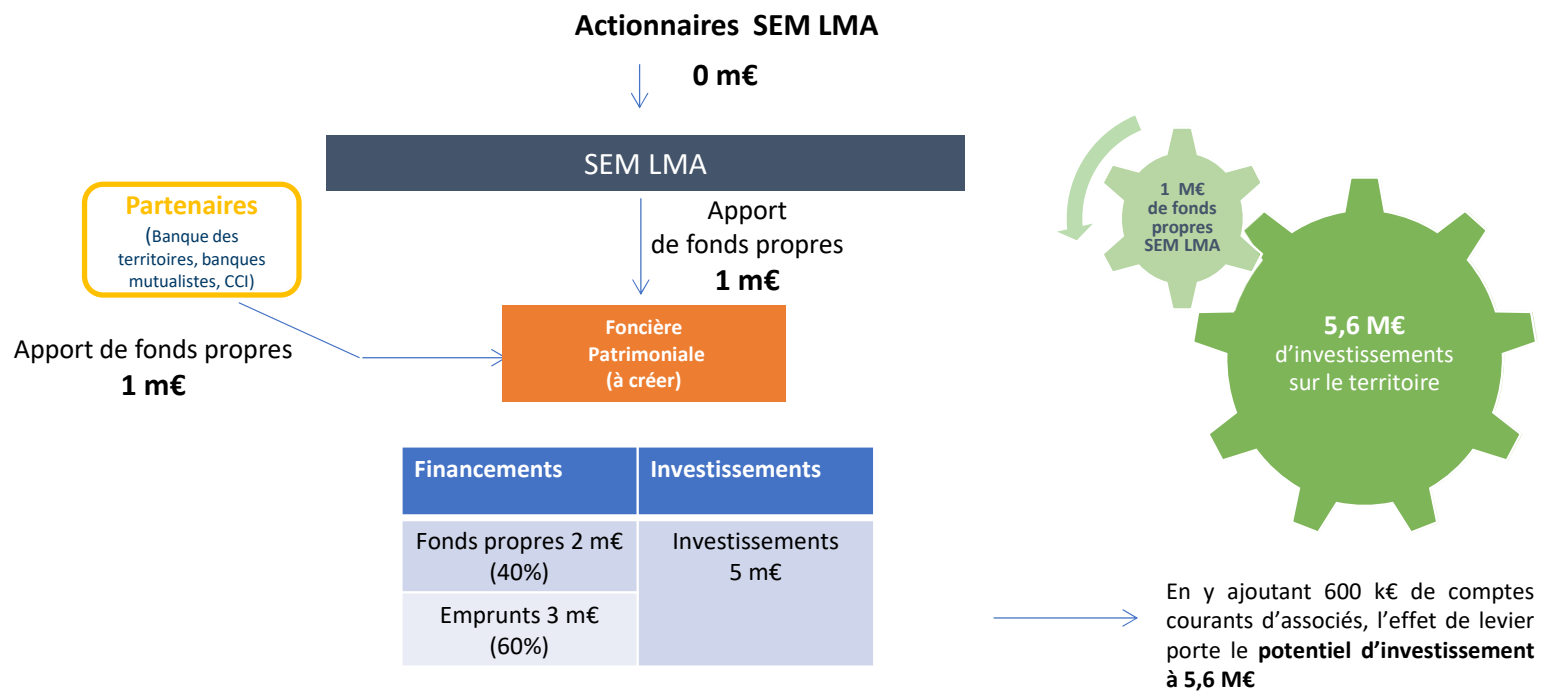 Actionnaires SEM LMA
0 m€
SEM LMA
Partenaires
(Banque des
territoires, banques
mutualistes, CCI)
Apport
de fonds propres
1 m€
Apport de fonds propres
1 m€
Foncière
Patrimoniale
(à créer)
Financements
Investissements
Fonds propres 2 m€
(40%)
Investissements
5 m€
Emprunts 3 m€
(60%)
1 M€
de fonds
propres
SEM LMA
5,6 M€
d’investissements
sur le territoire
En y ajoutant 600 k€ de comptes
courants d’associés, l’effet de levier
porte le potentiel d’investissement
à 5,6 M€